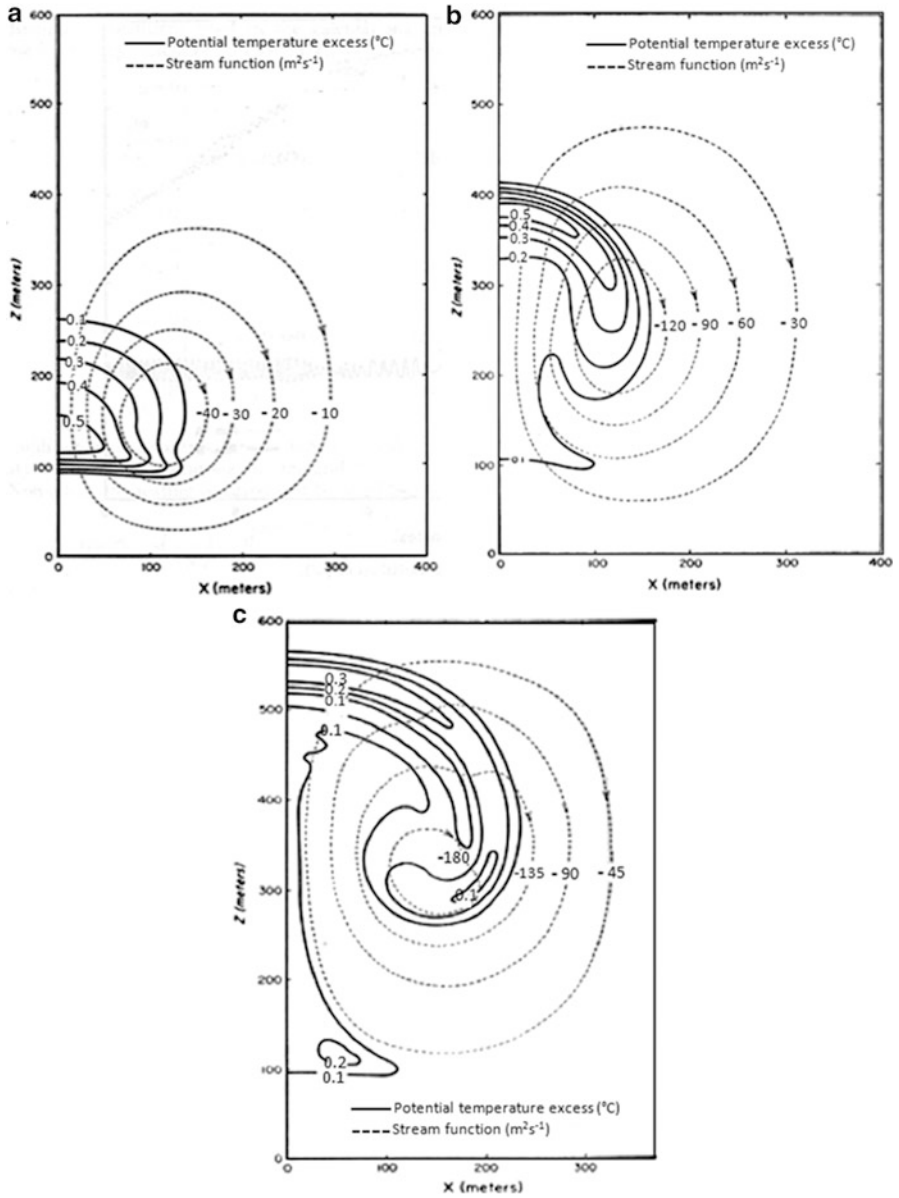 a
600
Potential temperature excess (°C)
Stream function (m²s⁻¹)
500
400
300
200
100
0
Z (meters)
0.1
0.2
0.3
0.4
0.5
-40 -30 -20 -10
0 100 200 300 400
X (meters)
b
600
Potential temperature excess (°C)
Stream function (m²s⁻¹)
500
400
300
200
100
0
Z (meters)
0.5
0.4
0.3
0.2
-120 -90 -60 -30
0 100 200 300 400
X (meters)
c
600
500
400
300
200
100
0
Z (meters)
0.3
0.2
0.1
0.1
-180
0.1
-135 -90 -45
0.2
0.1
Potential temperature excess (°C)
Stream function (m²s⁻¹)
0 100 200 300
X (meters)